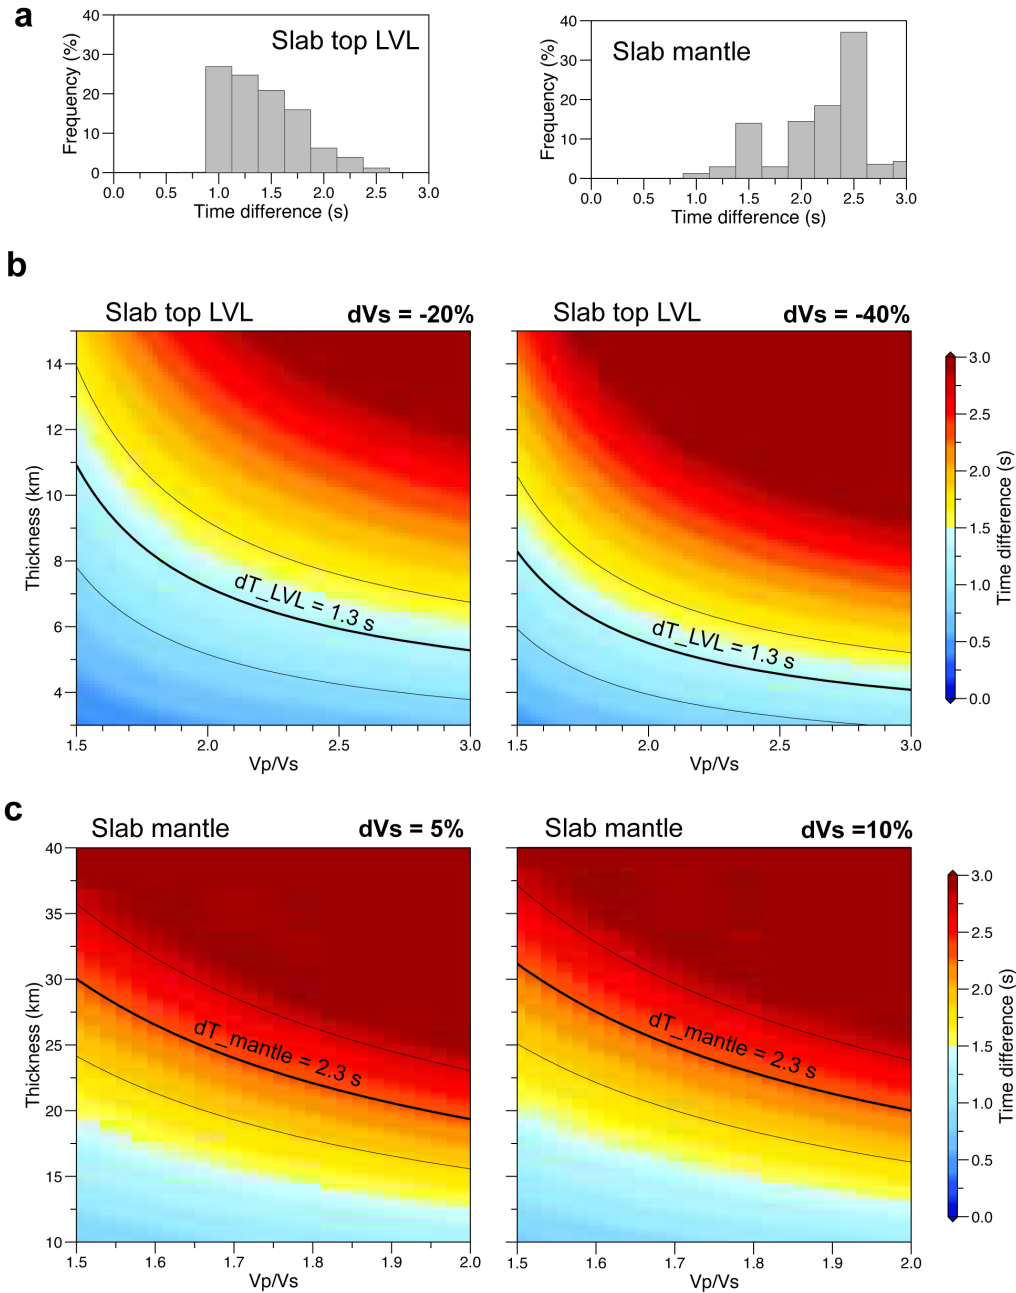 a
Slab top LVL
Frequency (%)
40
30
20
10
0
0.0 0.5 1.0 1.5 2.0 2.5 3.0
Time difference (s)
Slab mantle
Frequency (%)
40
30
20
10
0
0.0 0.5 1.0 1.5 2.0 2.5 3.0
Time difference (s)
b
Slab top LVL dVs = -20%
Thickness (km)
14
12
10
8
6
4
dT_LVL = 1.3 s
1.5 2.0 2.5 3.0
Vp/Vs
Slab top LVL dVs = -40%
dT_LVL = 1.3 s
1.5 2.0 2.5 3.0
Vp/Vs
3.0
2.5
2.0
1.5
1.0
0.5
0.0
Time difference (s)
c
Slab mantle dVs = 5%
Thickness (km)
40
35
30
25
20
15
10
dT_mantle = 2.3 s
1.5 1.6 1.7 1.8 1.9 2.0
Vp/Vs
Slab mantle dVs =10%
dT_mantle = 2.3 s
1.5 1.6 1.7 1.8 1.9 2.0
Vp/Vs
3.0
2.5
2.0
1.5
1.0
0.5
0.0
Time difference (s)